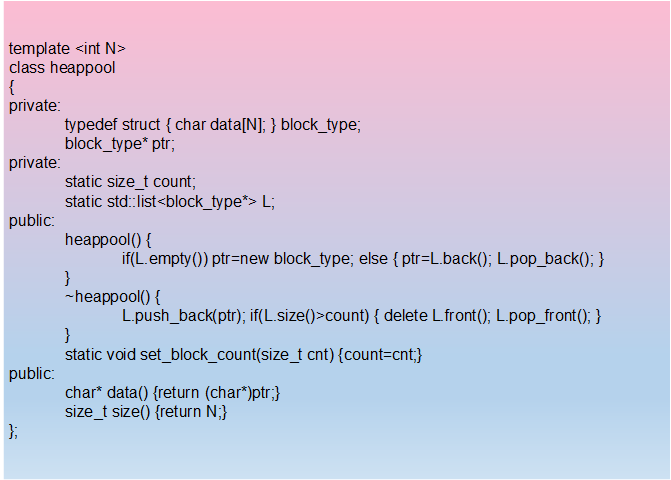 template <int N>
class heappool
{
private:
typedef struct { char data[N]; } block_type;
block_type* ptr;
private:
static size_t count;
static std::list<block_type*> L;
public:
heappool() {
if(L.empty()) ptr=new block_type; else { ptr=L.back(); L.pop_back(); }
}
~heappool() {
L.push_back(ptr); if(L.size()>count) { delete L.front(); L.pop_front(); }
}
static void set_block_count(size_t cnt) {count=cnt;}
public:
char* data() {return (char*)ptr;}
size_t size() {return N;}
};